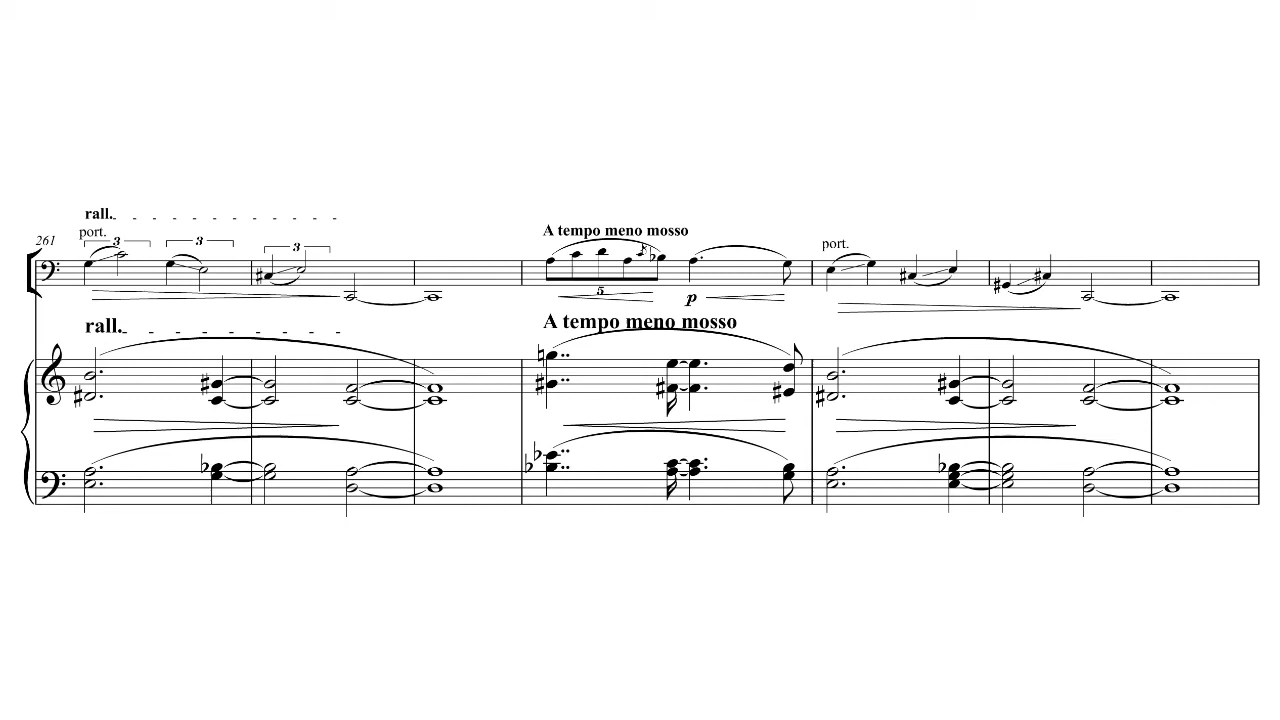 rall.
261
port.
3
3
3
A tempo meno mosso
5
p
port.
rall.
A tempo meno mosso